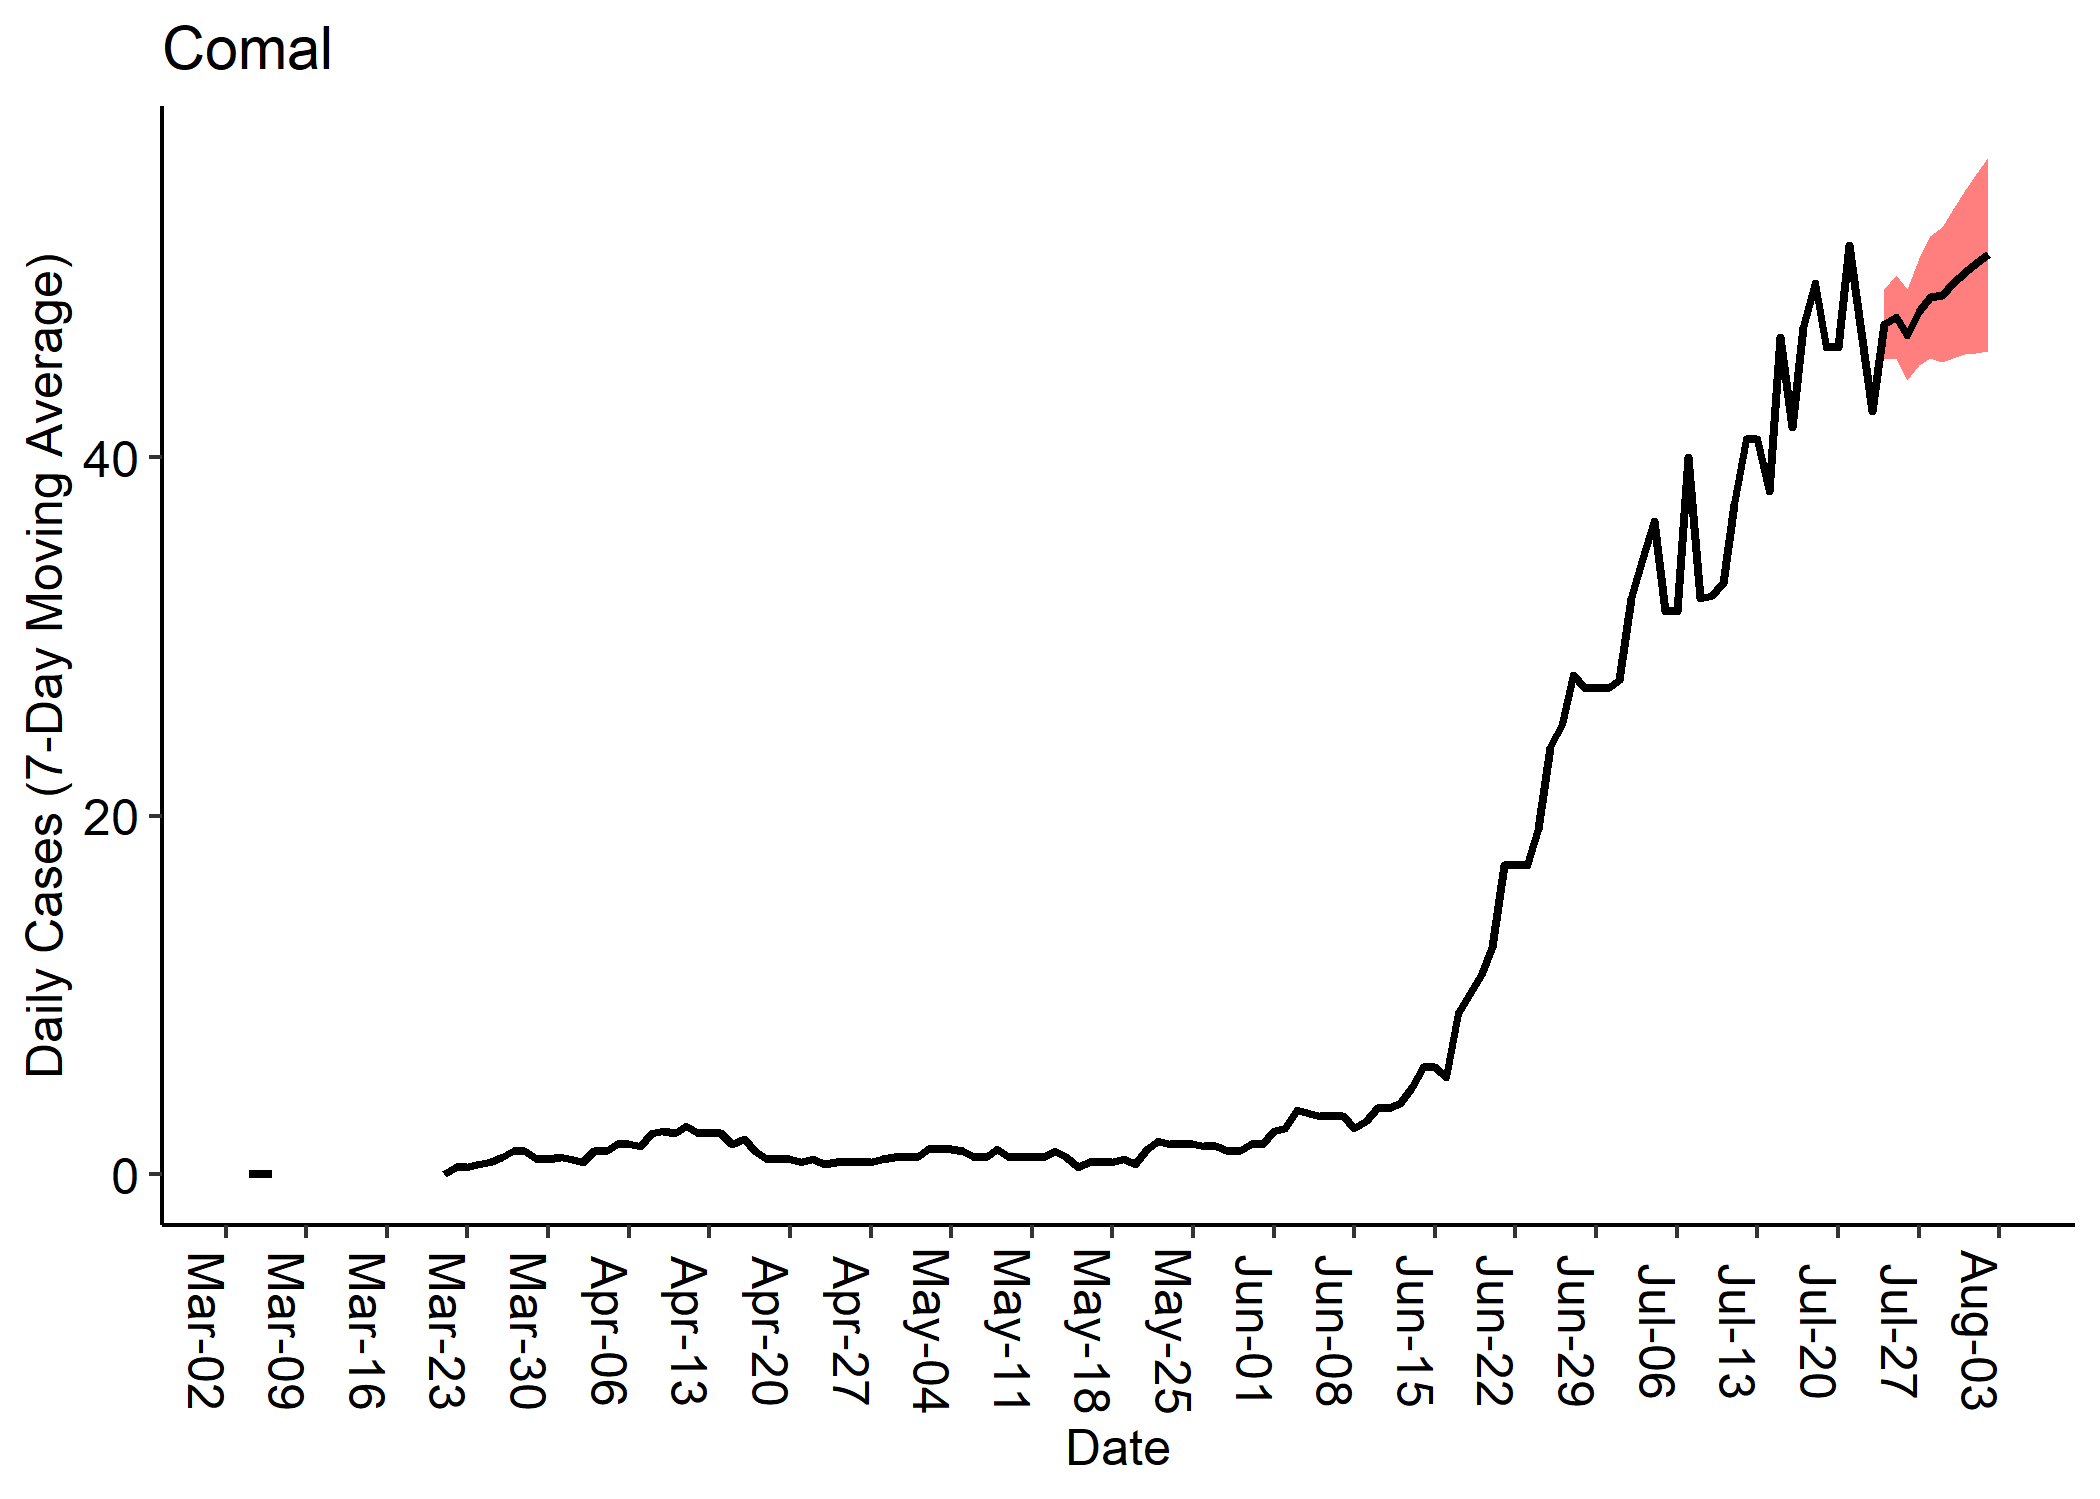 Comal
Daily Cases (7-Day Moving Average)
40
20
0
Mar-02
Mar-09
Mar-16
Mar-23
Mar-30
Apr-06
Apr-13
Apr-20
Apr-27
May-04
May-11
May-18
May-25
Jun-01
Jun-08
Jun-15
Jun-22
Jun-29
Jul-06
Jul-13
Jul-20
Jul-27
Aug-03
Date